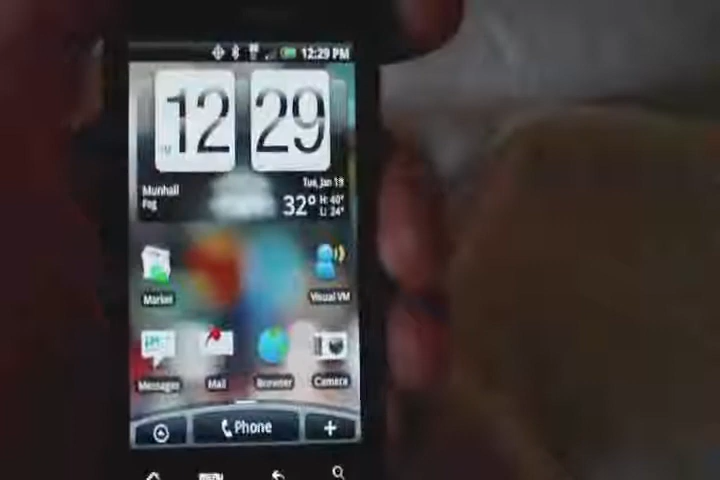 12:29 PM
12 29
Munhall
Fog
Tue, Jan 19
32°
H: 40°
L: 24°
Market
Visual VM
Messages
Mail
Browser
Camera
Phone
+
MENU